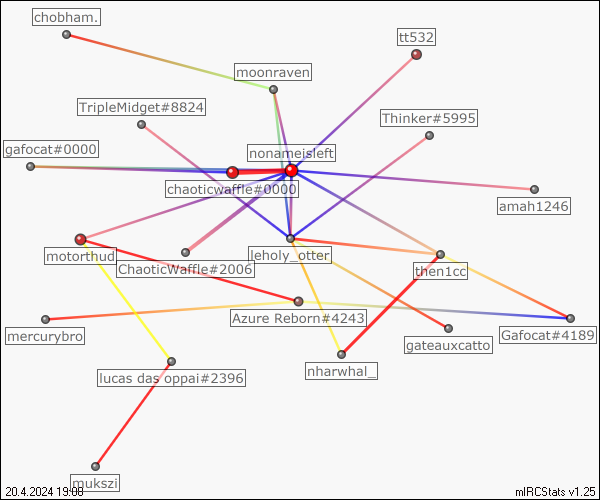 chobham.
tt532
moonraven
TripleMidget#8824
Thinker#5995
gafocat#0000
nonameisleft
chaoticwaffle#0000
amah1246
motorthud
leholy_otter
ChaoticWaffle#2006
then1cc
Azure Reborn#4243
mercurybro
Gafocat#4189
gateauxcatto
nharwhal_
lucas das oppai#2396
mukszi
20.4.2024 19:08
mIRCStats v1.25